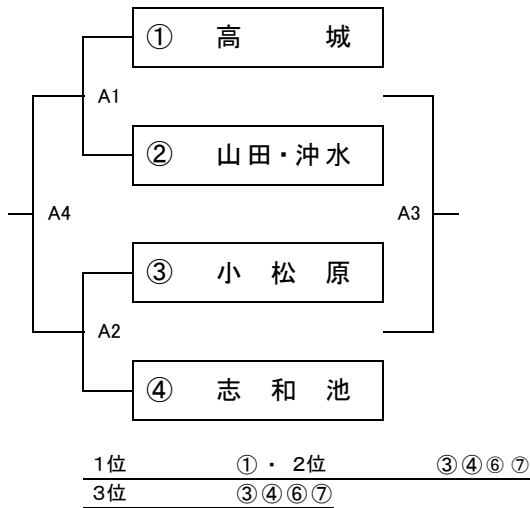 ① 高 城
A1
② 山田・沖水
A4 A3
③ 小 松 原
A2
④ 志 和 池
1位 ①・ 2位 ③④⑥⑦
3位 ③④⑥⑦